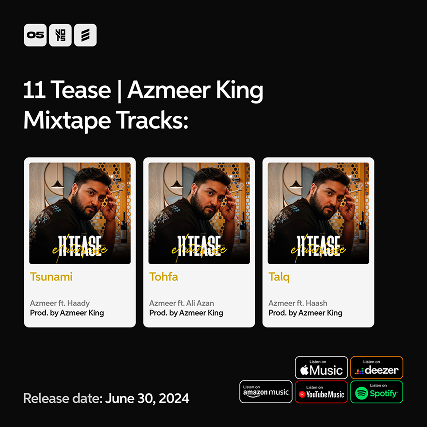 05
NO
TS
11 Tease | Azmeer King
Mixtape Tracks:
11 TEASE
Tsunami
Azmeer ft. Haady
Prod. by Azmeer King
11 TEASE
Tohfa
Azmeer ft. Ali Azan
Prod. by Azmeer King
11 TEASE
Talq
Azmeer ft. Haash
Prod. by Azmeer King
Release date: June 30, 2024
Listen on
Music
Listen on
deezer
Listen on
amazon music
Listen on
YouTube Music
Listen on
Spotify